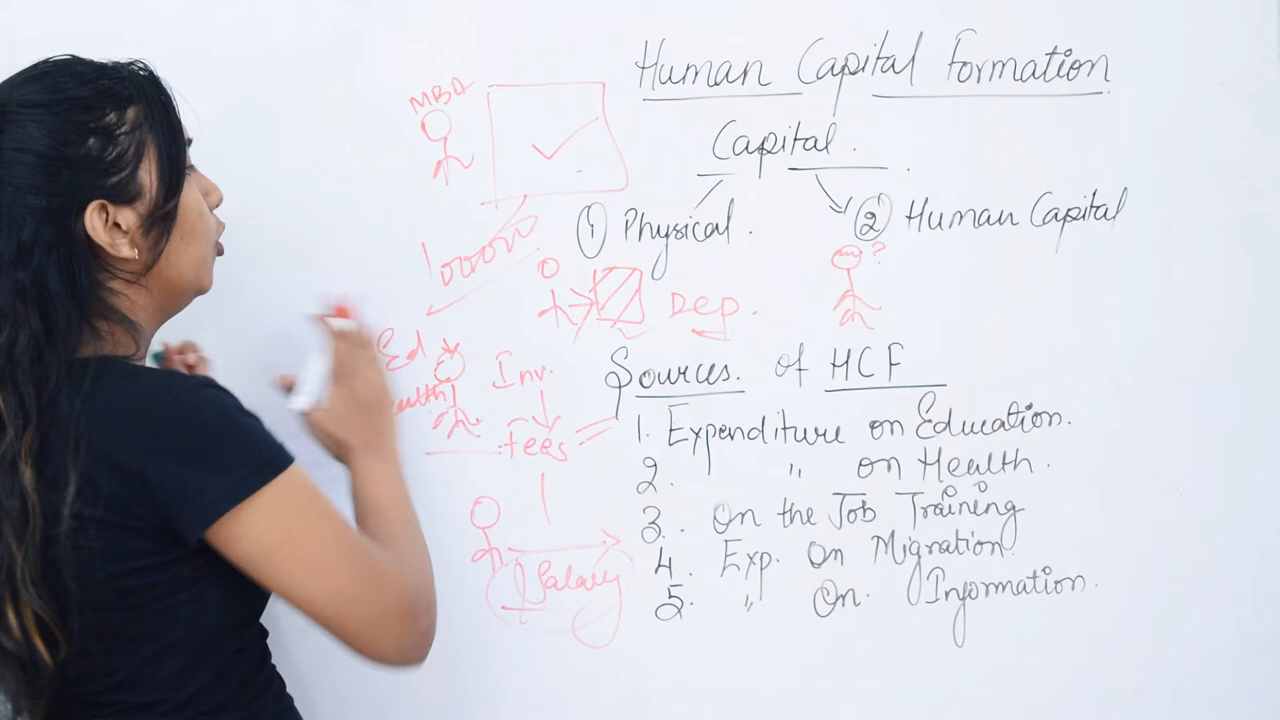 Human Capital Formation
Capital.
① Physical. ② Human Capital
Sources. of HCF
1. Expenditure on Education.
2. " on Health.
3. On the Job Training
4. Exp. On Migration.
5. " On. Information.
MBA
?
Dep.
Ed
Inv.
fees
Salary